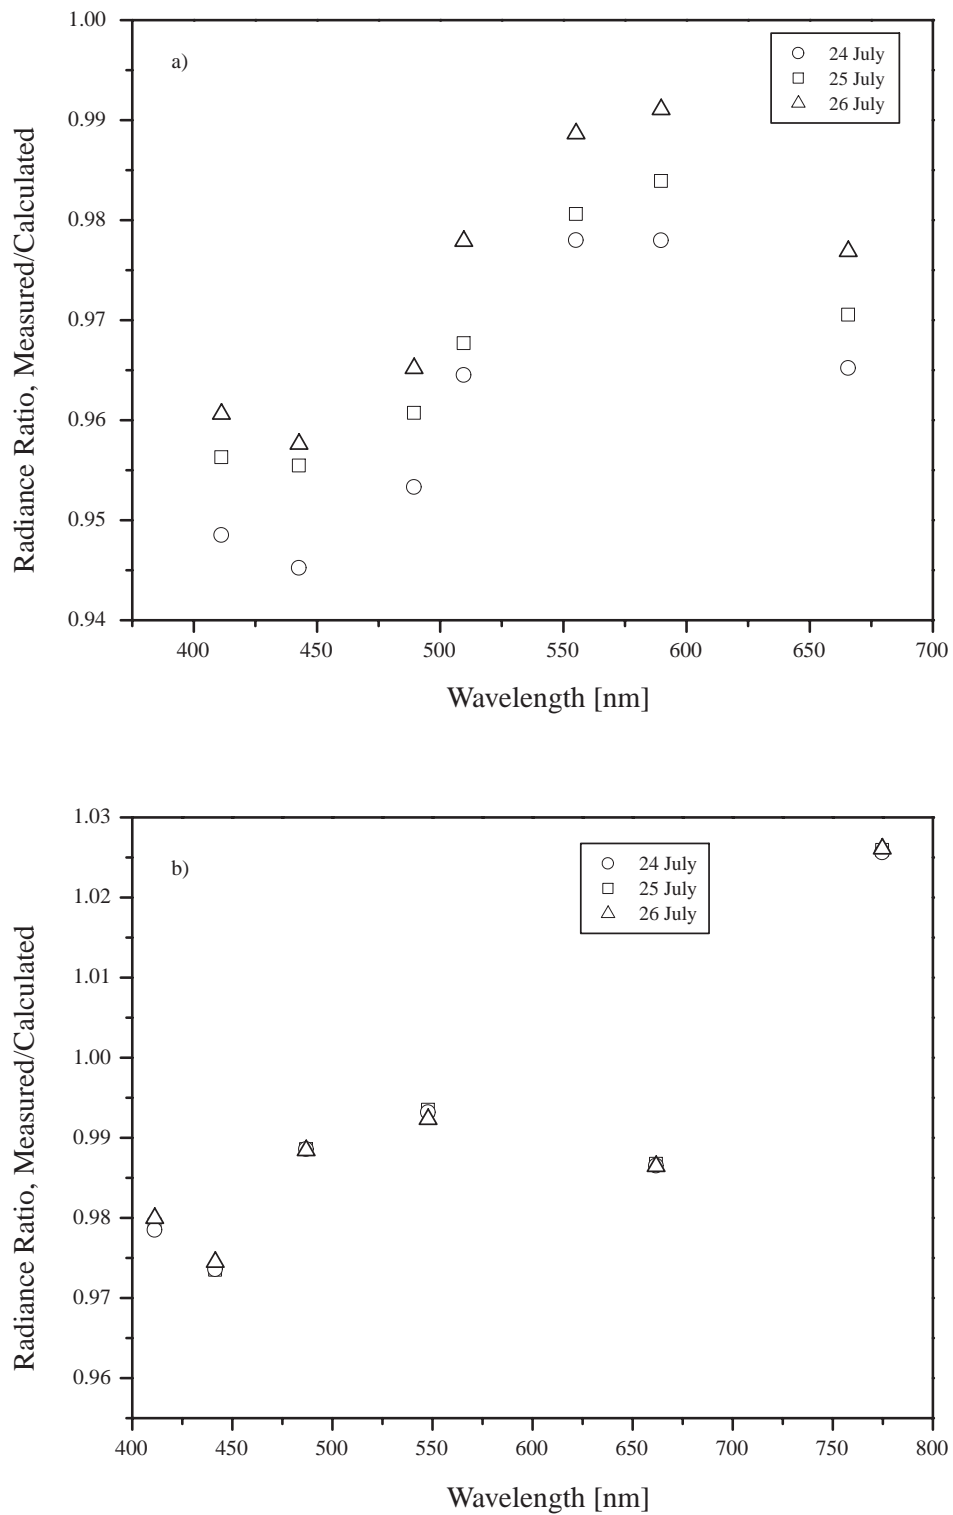 1.00
a)
24 July
25 July
26 July
0.99
0.98
0.97
0.96
0.95
0.94
Radiance Ratio, Measured/Calculated
400 450 500 550 600 650 700
Wavelength [nm]
1.03
b)
24 July
25 July
26 July
1.02
1.01
1.00
0.99
0.98
0.97
0.96
Radiance Ratio, Measured/Calculated
400 450 500 550 600 650 700 750 800
Wavelength [nm]